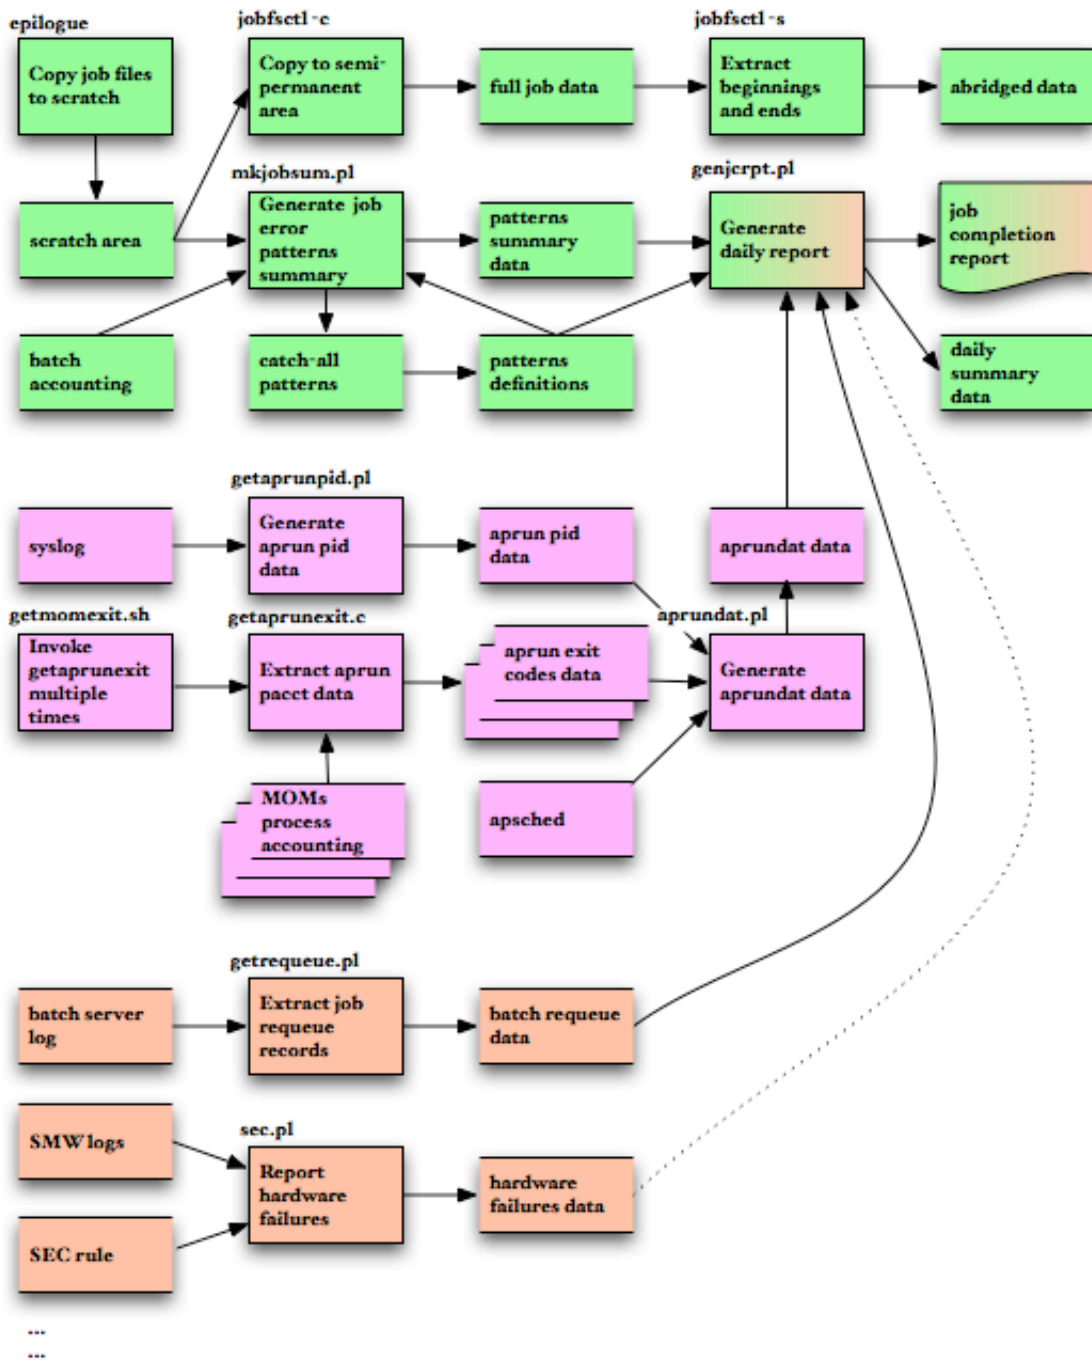 epilogue
jobfsctl -c
jobfsctl -s
Copy job files
to scratch
Copy to semi-
permanent
area
full job data
Extract
beginnings
and ends
abridged data
mkjobsum.pl
genjcrpt.pl
scratch area
Generate job
error
patterns
summary
patterns
summary
data
Generate
daily report
job
completion
report
batch
accounting
catch-all
patterns
patterns
definitions
daily
summary
data
getaprunpid.pl
syslog
Generate
aprun pid
data
aprun pid
data
aprundat data
getmomexit.sh
getaprunexit.c
aprundat.pl
Invoke
getaprunexit
multiple
times
Extract aprun
pacct data
aprun exit
codes data
Generate
aprundat data
MOMs
process
accounting
apsched
getrequeue.pl
batch server
log
Extract job
requeue
records
batch requeue
data
SMW logs
sec.pl
Report
hardware
failures
hardware
failures data
SEC rule
...
...